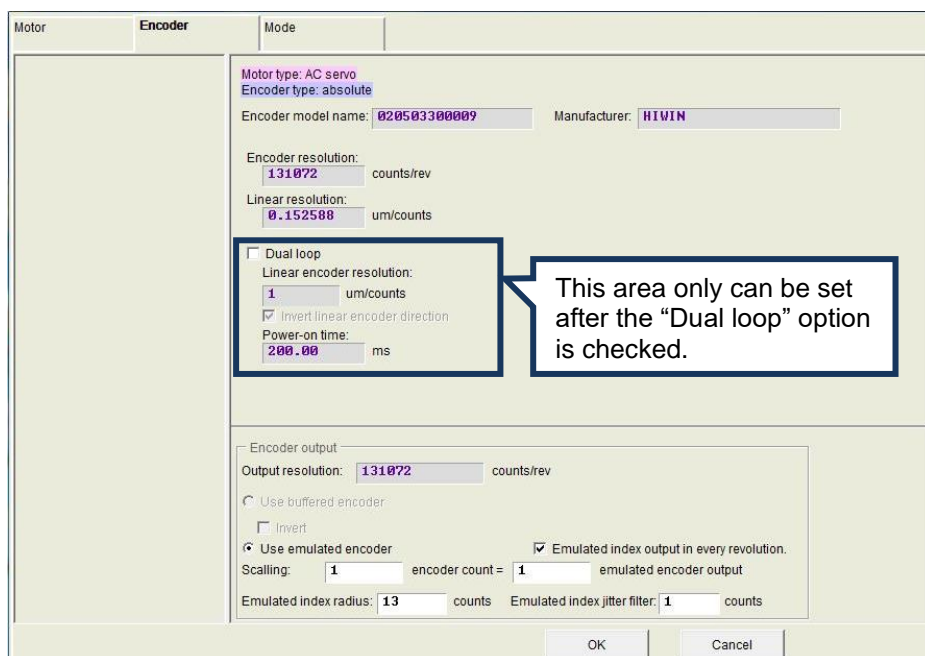 Motor Encoder Mode
Motor type: AC servo
Encoder type: absolute
Encoder model name: 020503300009 Manufacturer: HIWIN
Encoder resolution:
131072 counts/rev
Linear resolution:
0.152588 um/counts
Dual loop
Linear encoder resolution:
1 um/counts
Invert linear encoder direction
Power-on time:
200.00 ms
This area only can be set
after the “Dual loop” option
is checked.
Encoder output
Output resolution: 131072 counts/rev
Use buffered encoder
Invert
Use emulated encoder Emulated index output in every revolution.
Scalling: 1 encoder count = 1 emulated encoder output
Emulated index radius: 13 counts Emulated index jitter filter: 1 counts
OK Cancel